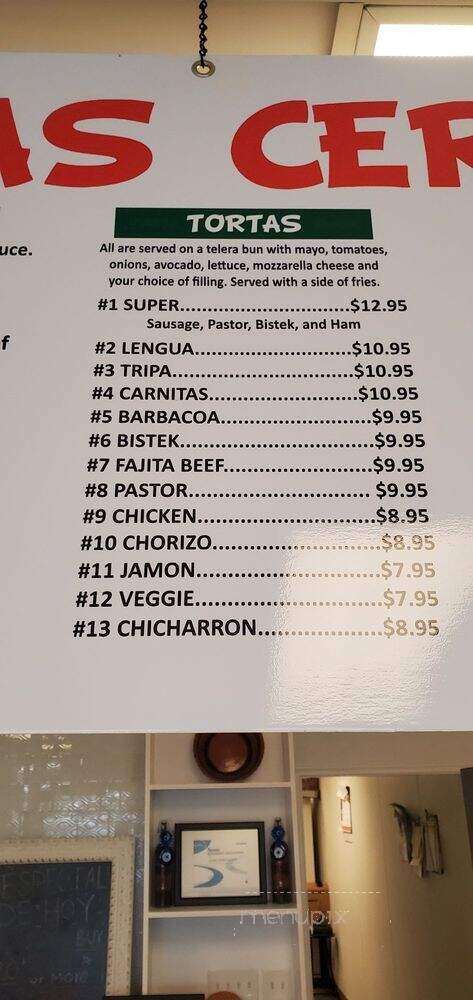 AS CER
TORTAS
uce.
All are served on a telera bun with mayo, tomatoes,
onions, avocado, lettuce, mozzarella cheese and
your choice of filling. Served with a side of fries.
#1 SUPER..............................$12.95
Sausage, Pastor, Bistek, and Ham
f
#2 LENGUA...........................$10.95
#3 TRIPA...............................$10.95
#4 CARNITAS.........................$10.95
#5 BARBACOA.........................$9.95
#6 BISTEK................................$9.95
#7 FAJITA BEEF........................$9.95
#8 PASTOR.............................. $9.95
#9 CHICKEN.............................$8.95
#10 CHORIZO...........................$8.95
#11 JAMON..............................$7.95
#12 VEGGIE..............................$7.95
#13 CHICHARRON....................$8.95
menupix